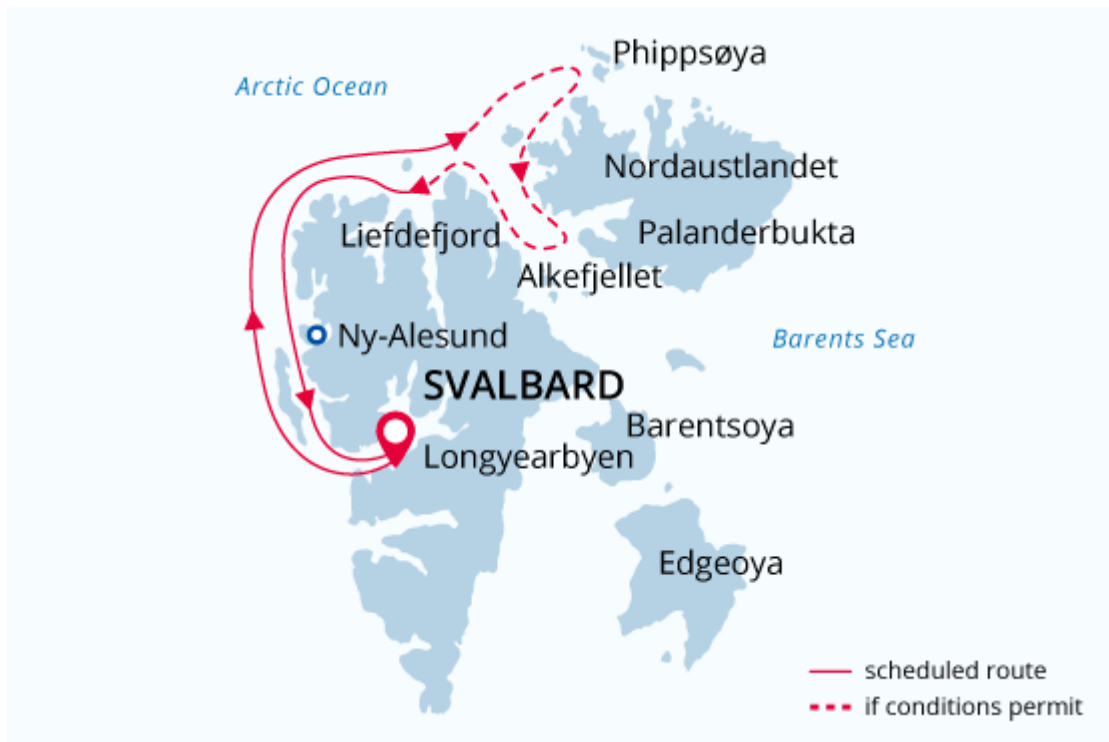 Phippsøya
Arctic Ocean
Nordaustlandet
Liefdefjord
Palanderbukta
Alkefjellet
Ny-Alesund
Barents Sea
SVALBARD
Barentsoya
Longyearbyen
Edgeoya
scheduled route
if conditions permit